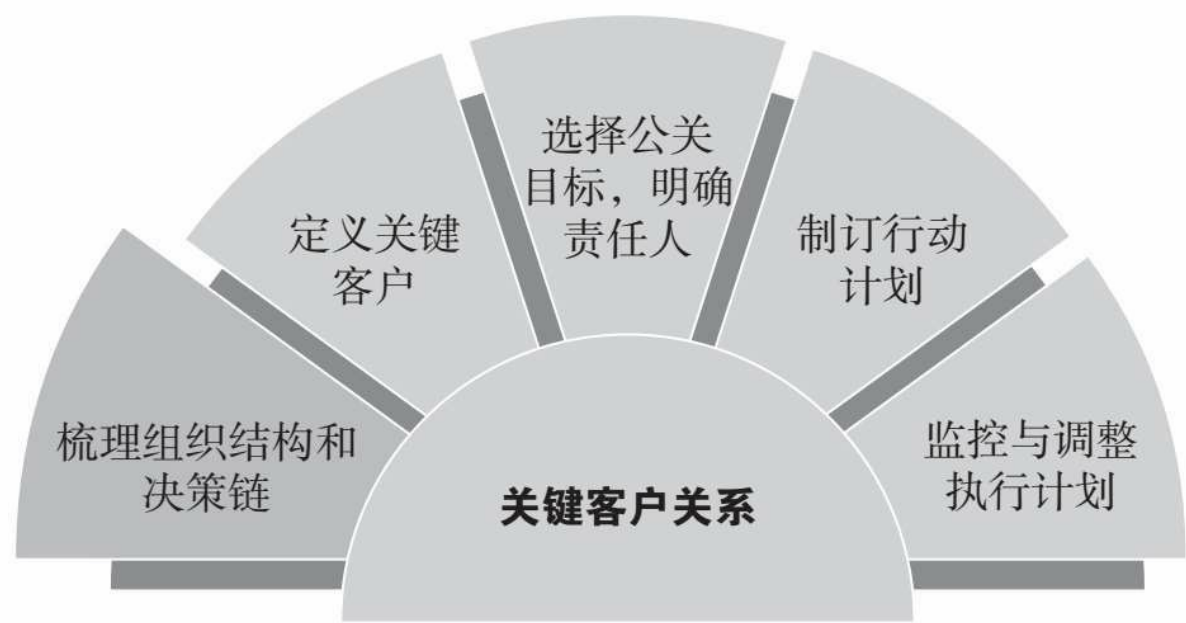 梳理组织结构和
决策链
定义关键
客户
选择公关
目标，明确
责任人
制订行动
计划
监控与调整
执行计划
关键客户关系